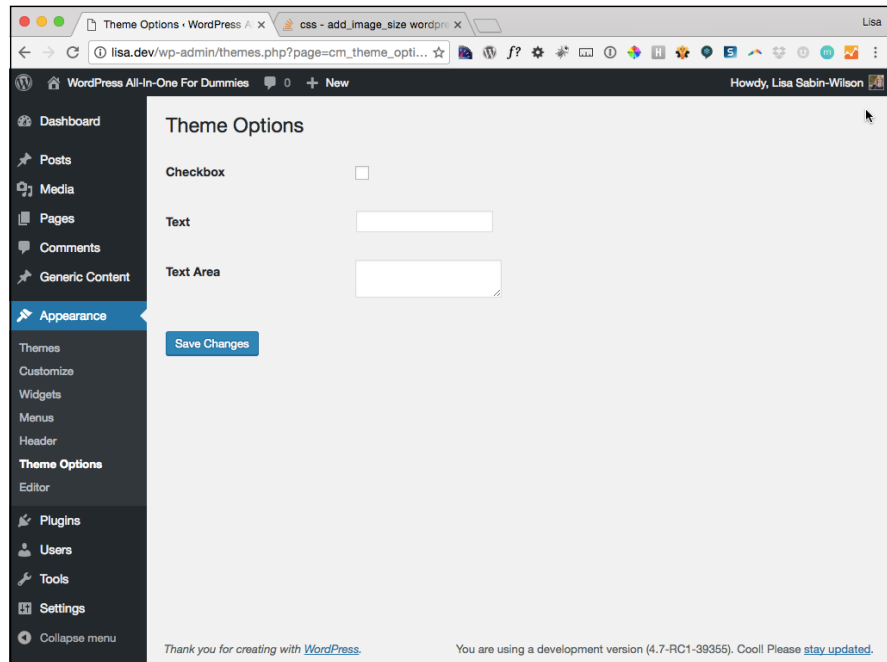 Lisa
Theme Options ‹ WordPress A
css - add_image_size wordpre
lisa.dev/wp-admin/themes.php?page=cm_theme_opti...
WordPress All-In-One For Dummies 0 + New
Howdy, Lisa Sabin-Wilson
Dashboard
Posts
Media
Pages
Comments
Generic Content
Appearance
Themes
Customize
Widgets
Menus
Header
Theme Options
Editor
Plugins
Users
Tools
Settings
Collapse menu
Theme Options
Checkbox
Text
Text Area
Save Changes
Thank you for creating with WordPress.
You are using a development version (4.7-RC1-39355). Cool! Please stay updated.